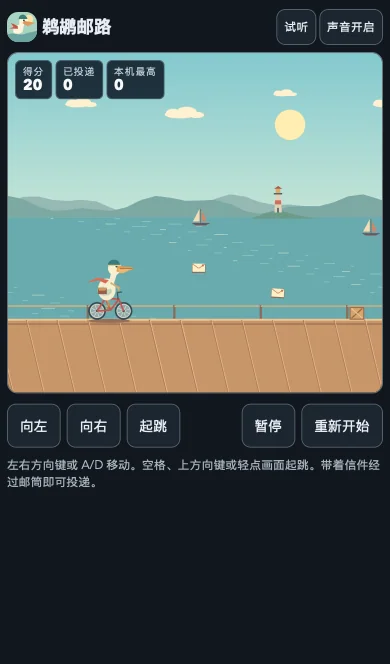 鹈鹕邮路
试听
声音开启
得分
20
已投递
0
本机最高
0
向左
向右
起跳
暂停
重新开始
左右方向键或 A/D 移动。空格、上方向键或轻点画面起跳。带着信件经
过邮筒即可投递。